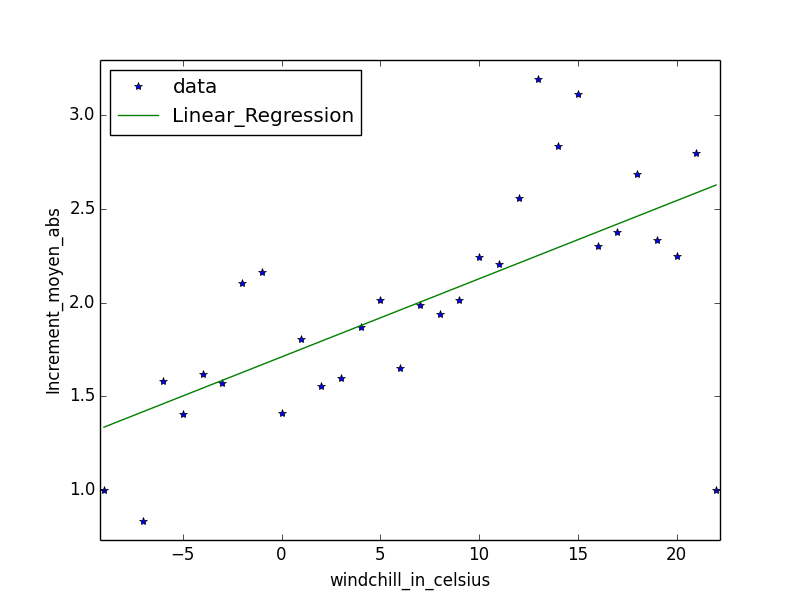 data
Linear_Regression
3.0
2.5
2.0
1.5
1.0
Increment_moyen_abs
−5
0
5
10
15
20
windchill_in_celsius